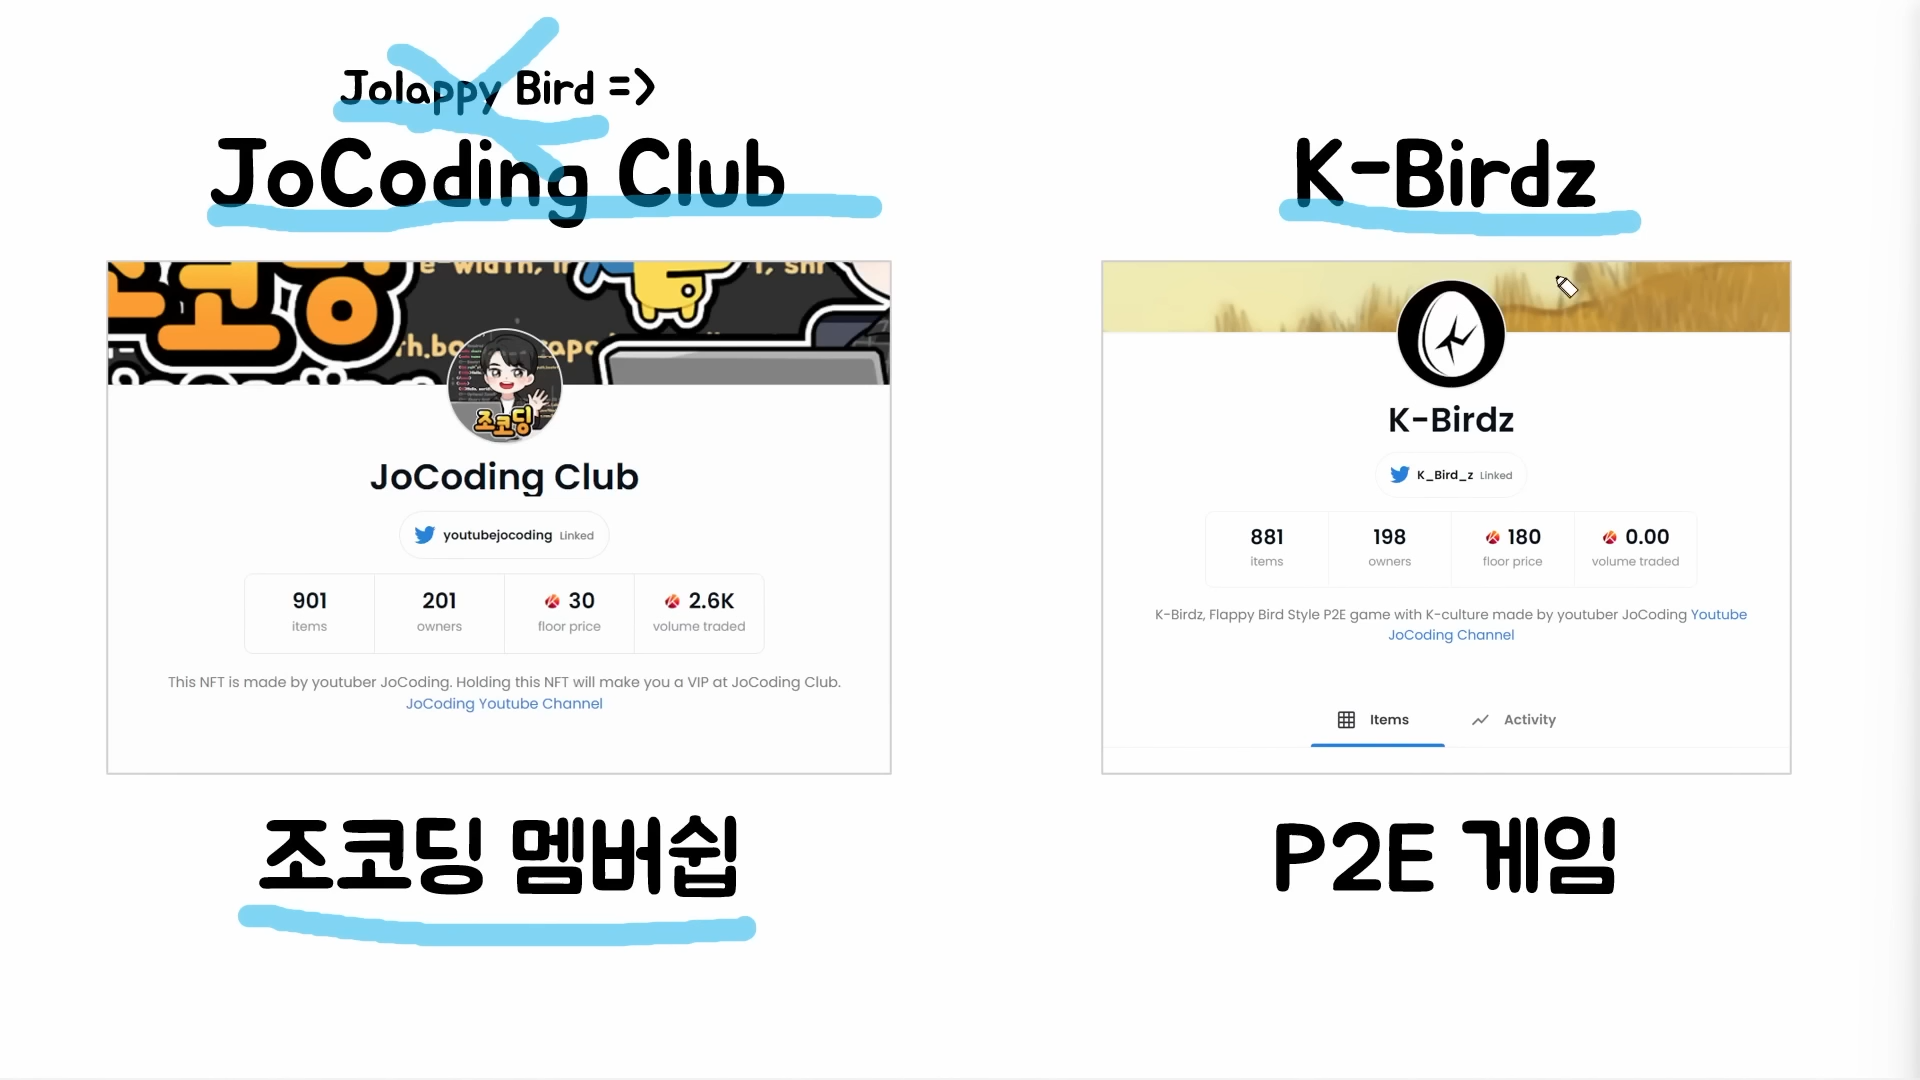 Jolappy Bird =>
JoCoding Club
조코딩
JoCoding Club
youtubejocoding Linked
901 201 30 2.6K
items owners floor price volume traded
This NFT is made by youtuber JoCoding. Holding this NFT will make you a VIP at JoCoding Club.
JoCoding Youtube Channel
조코딩 멤버쉽
K-Birdz
K-Birdz
K_Bird_z Linked
881 198 180 0.00
items owners floor price volume traded
K-Birdz, Flappy Bird Style P2E game with K-culture made by youtuber JoCoding Youtube
JoCoding Channel
Items Activity
P2E 게임